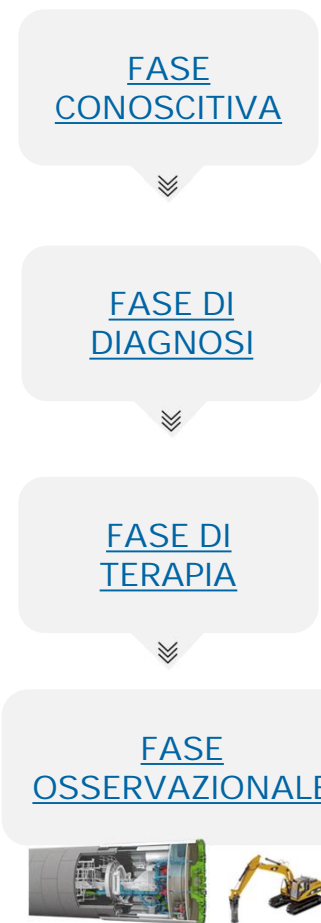 FASE
CONOSCITIVA
FASE DI
DIAGNOSI
FASE DI
TERAPIA
FASE
OSSERVAZIONALE